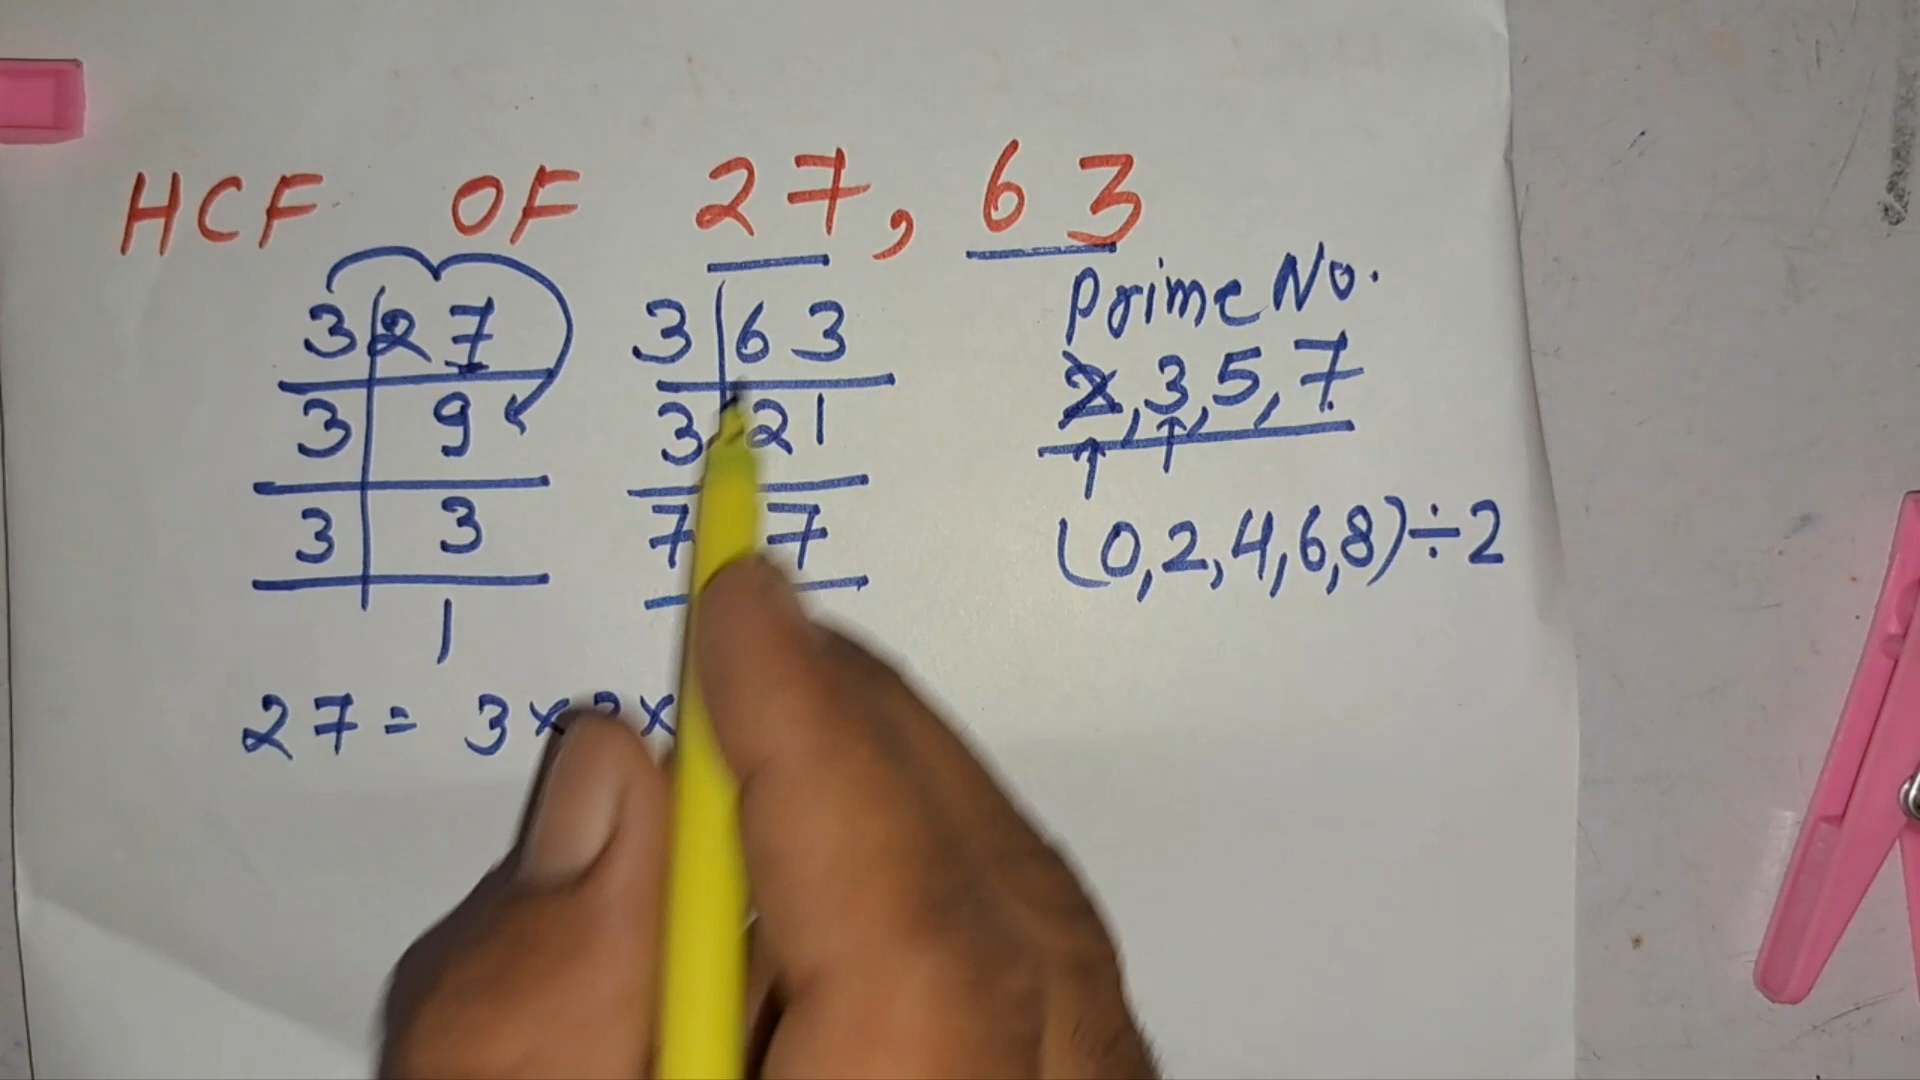 HCF OF 27, 63
3 | 27
3 | 9
3 | 3
1
3 | 63
3 21
7 7
Prime No.
2, 3, 5, 7
(0,2,4,6,8)÷2
27 = 3 × 3 ×